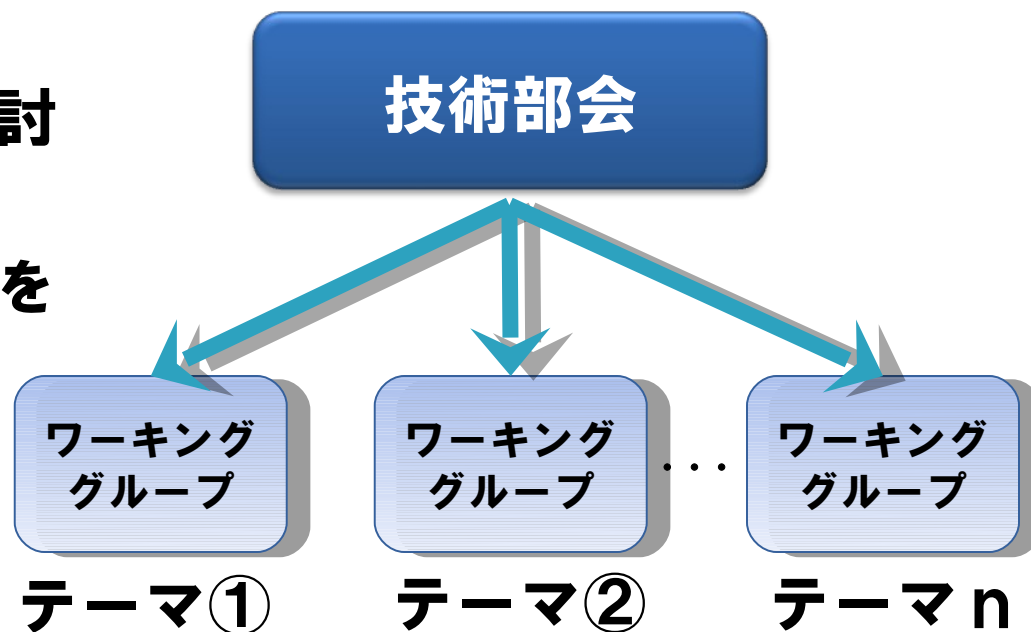 技術部会
討
を
ワーキング
グループ
ワーキング
グループ
・・・
ワーキング
グループ
テーマ①
テーマ②
テーマn